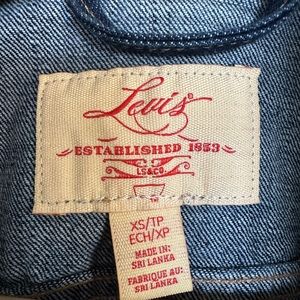 Levi's®
ESTABLISHED 1853
LS&CO.
XS/TP
ECH/XP
MADE IN:
SRI LANKA
FABRIQUE AU:
SRI LANKA